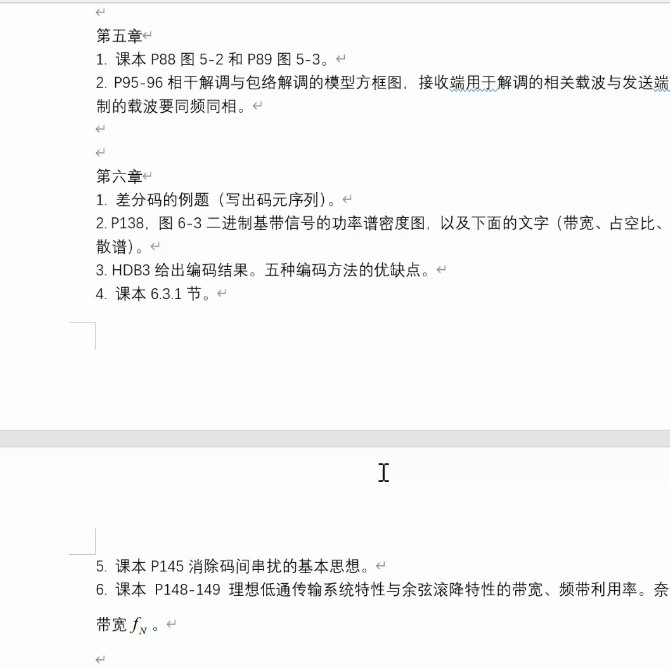 第五章
1. 课本 P88 图 5-2 和 P89 图 5-3。
2. P95-96 相干解调与包络解调的模型方框图，接收端用于解调的相关载波与发送端
制的载波要同频同相。
第六章
1. 差分码的例题（写出码元序列）。
2. P138，图 6-3 二进制基带信号的功率谱密度图，以及下面的文字（带宽、占空比、
散谱）。
3. HDB3 给出编码结果。五种编码方法的优缺点。
4. 课本 6.3.1 节。
5. 课本 P145 消除码间串扰的基本思想。
6. 课本 P148-149 理想低通传输系统特性与余弦滚降特性的带宽、频带利用率。奈
带宽 f_N 。